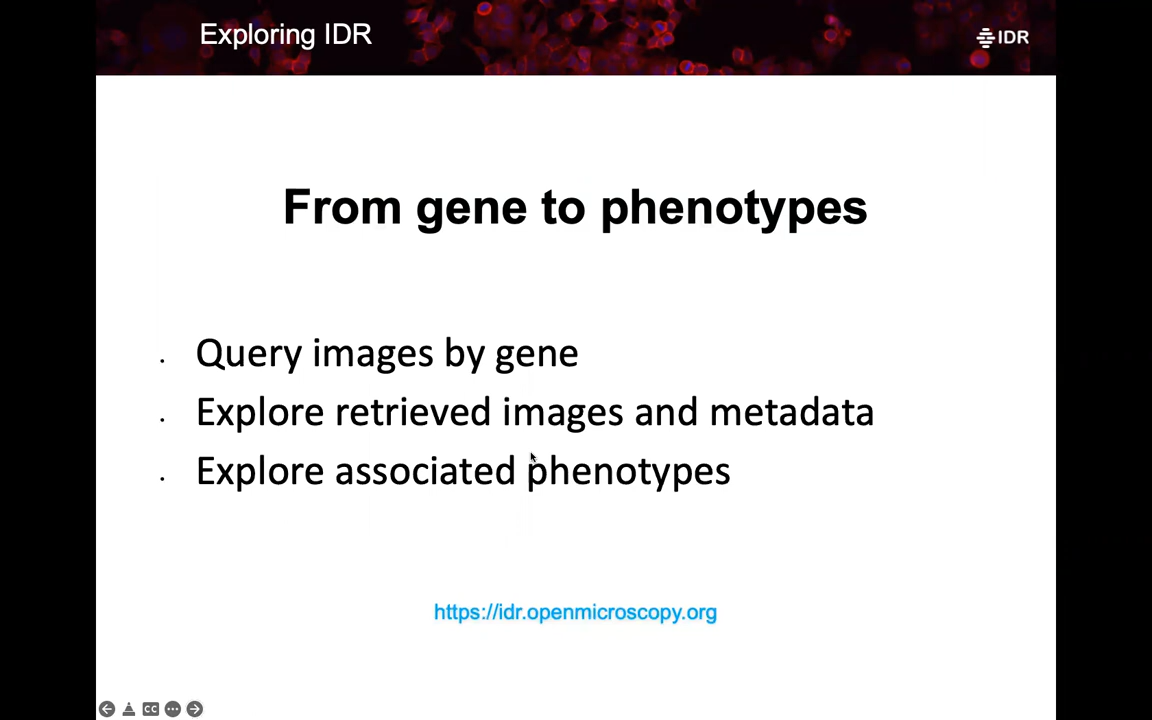 Exploring IDR
IDR
From gene to phenotypes
Query images by gene
Explore retrieved images and metadata
Explore associated phenotypes
https://idr.openmicroscopy.org
CC